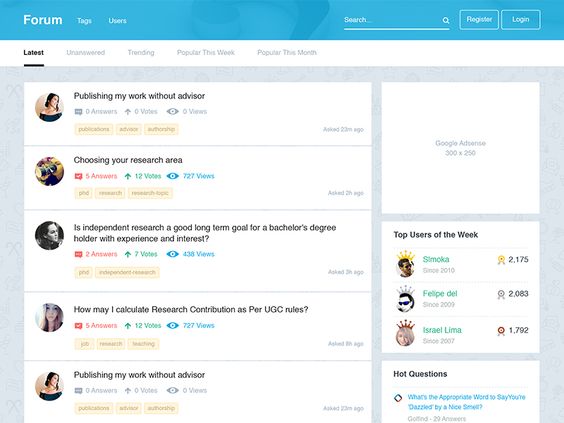 Forum Tags Users Search... Register Login
Latest Unanswered Trending Popular This Week Popular This Month
Publishing my work without advisor
0 Answers 0 Votes 0 Views
publications advisor authorship Asked 23m ago
Choosing your research area
5 Answers 12 Votes 727 Views
phd research research-topic Asked 2h ago
Is independent research a good long term goal for a bachelor's degree
holder with experience and interest?
2 Answers 7 Votes 438 Views
phd independent-research Asked 3h ago
How may I calculate Research Contribution as Per UGC rules?
5 Answers 12 Votes 727 Views
job research teaching Asked 8h ago
Publishing my work without advisor
0 Answers 0 Votes 0 Views
publications advisor authorship Asked 23m ago
Google Adsense
300 x 250
Top Users of the Week
Simoka 2,175
Since 2010
Felipe del 2,083
Since 2009
Israel Lima 1,792
Since 2007
Hot Questions
What's the Appropriate Word to SayYou're
'Dazzled' by a Nice Smell?
Golfind - 29 Answers